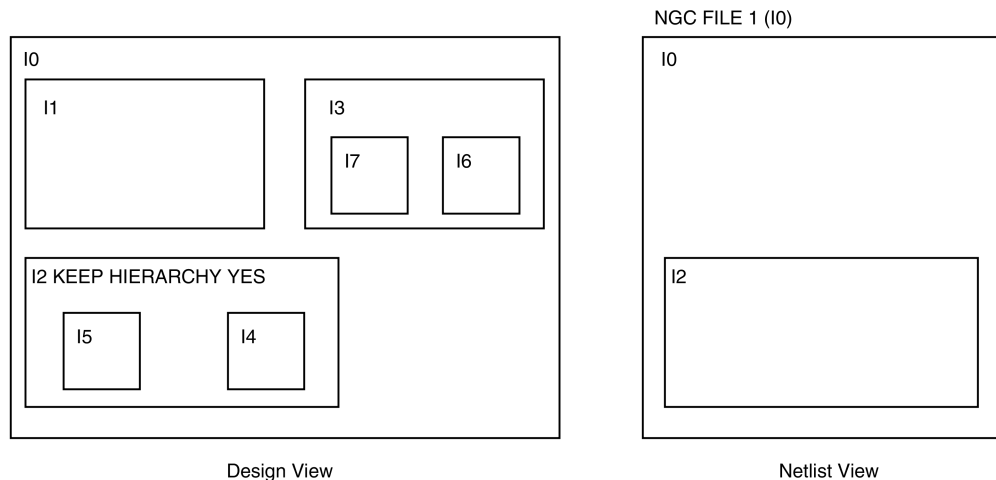 NGC FILE 1 (I0)
I0
I1
I3
I7
I6
I2 KEEP HIERARCHY YES
I5
I4
Design View
I0
I2
Netlist View